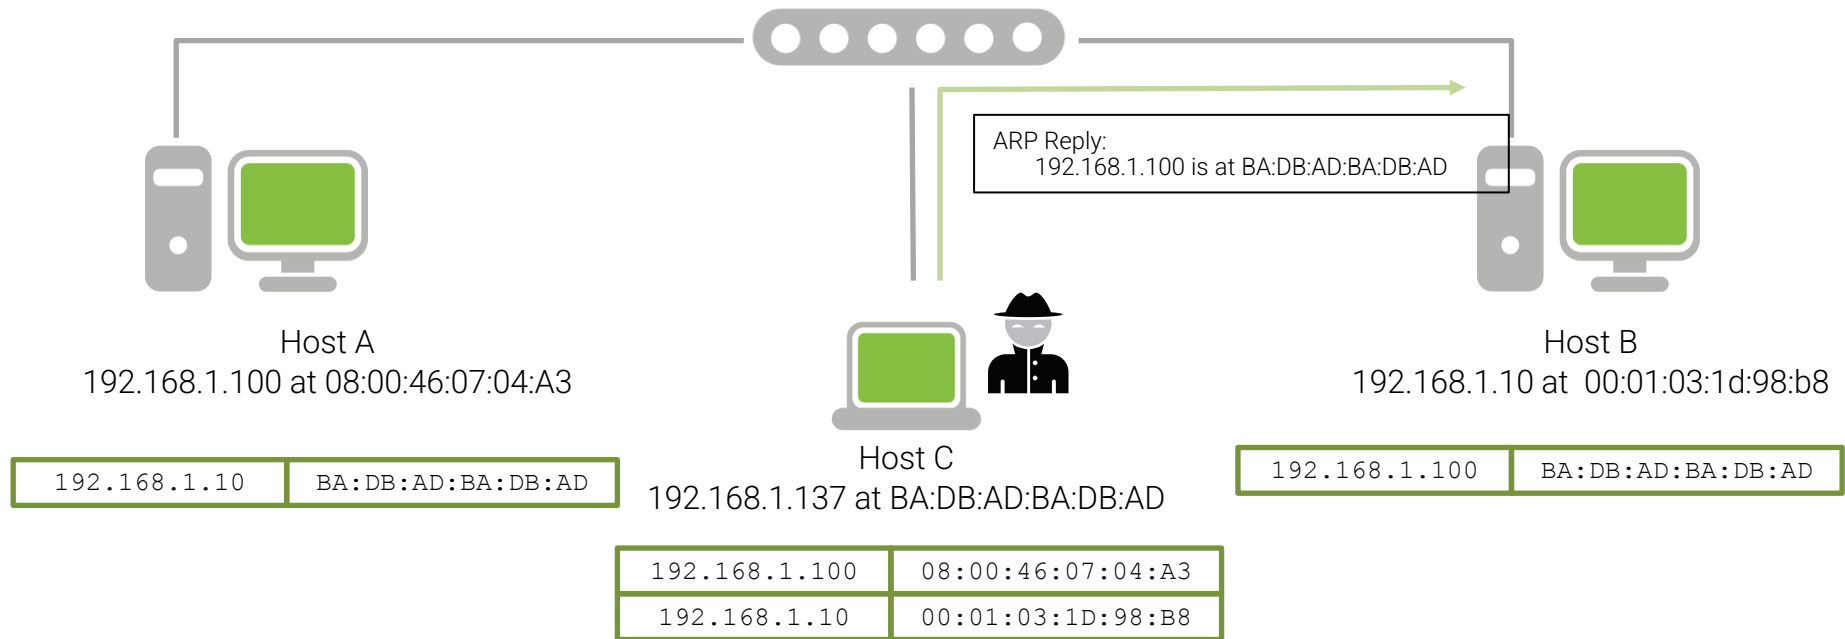 ARP Reply:
192.168.1.100 is at BA:DB:AD:BA:DB:AD
Host A
192.168.1.100 at 08:00:46:07:04:A3
Host B
192.168.1.10 at 00:01:03:1d:98:b8
Host C
192.168.1.137 at BA:DB:AD:BA:DB:AD
192.168.1.10 BA:DB:AD:BA:DB:AD
192.168.1.100 BA:DB:AD:BA:DB:AD
192.168.1.100 08:00:46:07:04:A3
192.168.1.10 00:01:03:1D:98:B8